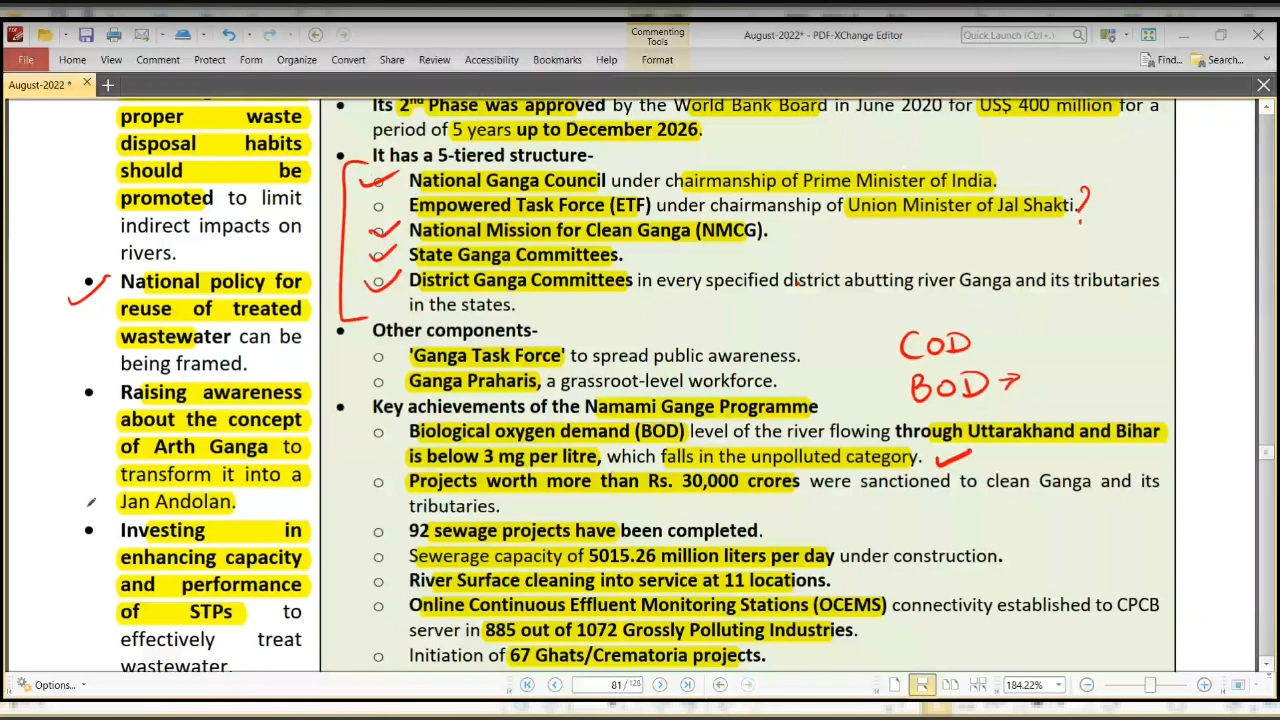 Commenting Tools
August-2022* - PDF-XChange Editor
Quick Launch (Ctrl+.)
File Home View Comment Protect Form Organize Convert Share Review Accessibility Bookmarks Help Format
Find... Search...
August-2022 *
proper waste
disposal habits
should be
promoted to limit
indirect impacts on
rivers.
National policy for
reuse of treated
wastewater can be
being framed.
Raising awareness
about the concept
of Arth Ganga to
transform it into a
Jan Andolan.
Investing in
enhancing capacity
and performance
of STPs to
effectively treat
wastewater.
Its 2nd Phase was approved by the World Bank Board in June 2020 for US$ 400 million for a
period of 5 years up to December 2026.
It has a 5-tiered structure-
National Ganga Council under chairmanship of Prime Minister of India.
Empowered Task Force (ETF) under chairmanship of Union Minister of Jal Shakti. ?
National Mission for Clean Ganga (NMCG).
State Ganga Committees.
District Ganga Committees in every specified district abutting river Ganga and its tributaries
in the states.
Other components-
'Ganga Task Force' to spread public awareness.
Ganga Praharis, a grassroot-level workforce.
COD
BOD →
Key achievements of the Namami Gange Programme
Biological oxygen demand (BOD) level of the river flowing through Uttarakhand and Bihar
is below 3 mg per litre, which falls in the unpolluted category.
Projects worth more than Rs. 30,000 crores were sanctioned to clean Ganga and its
tributaries.
92 sewage projects have been completed.
Sewerage capacity of 5015.26 million liters per day under construction.
River Surface cleaning into service at 11 locations.
Online Continuous Effluent Monitoring Stations (OCEMS) connectivity established to CPCB
server in 885 out of 1072 Grossly Polluting Industries.
Initiation of 67 Ghats/Crematoria projects.
Options...
81 / 128
184.22%